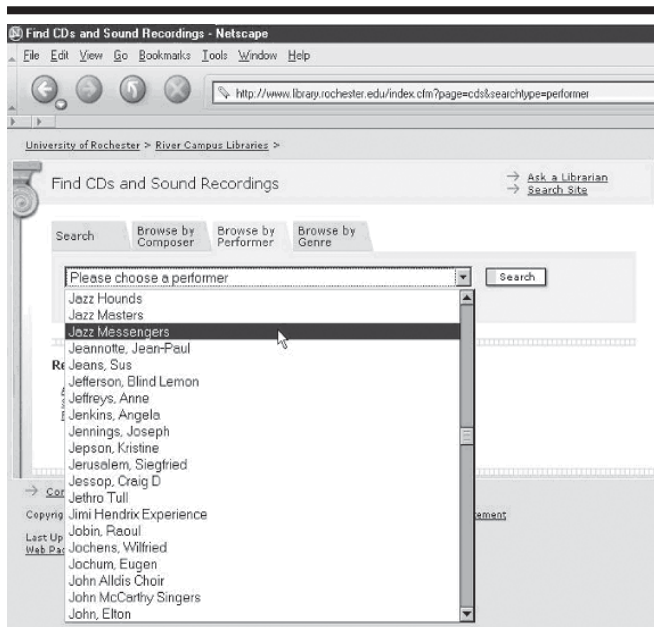 Find CDs and Sound Recordings - Netscape
File Edit View Go Bookmarks Tools Window Help
http://www.library.rochester.edu/index.cfm?page=cds&searchtype=performer
University of Rochester > River Campus Libraries >
Find CDs and Sound Recordings
→ Ask a Librarian
→ Search Site
Search
Browse by Composer
Browse by Performer
Browse by Genre
Please choose a performer
Search
Jazz Hounds
Jazz Masters
Jazz Messengers
Jeannotte, Jean-Paul
Jeans, Sus
Jefferson, Blind Lemon
Jeffreys, Anne
Jenkins, Angela
Jennings, Joseph
Jepson, Kristine
Jerusalem, Siegfried
Jessop, Craig D
Jethro Tull
Jimi Hendrix Experience
Jobin, Raoul
Jochens, Wilfried
Jochum, Eugen
John Alldis Choir
John McCarthy Singers
John, Elton
Re
→ Cor
Copyrig
ement
Last Up
Web Pag